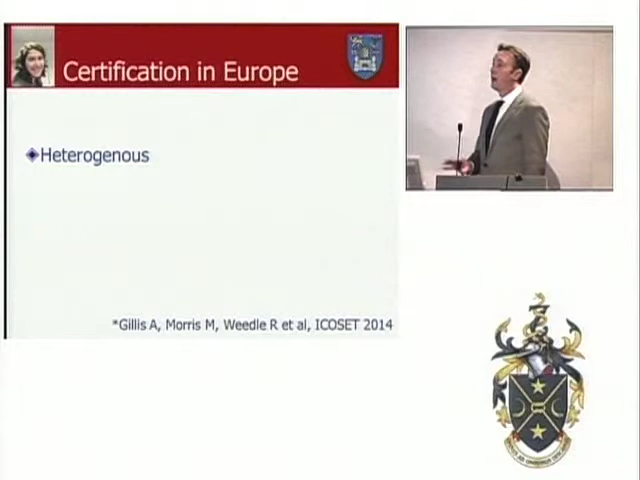 Certification in Europe
Heterogenous
*Gillis A, Morris M, Weedle R et al, ICOSET 2014